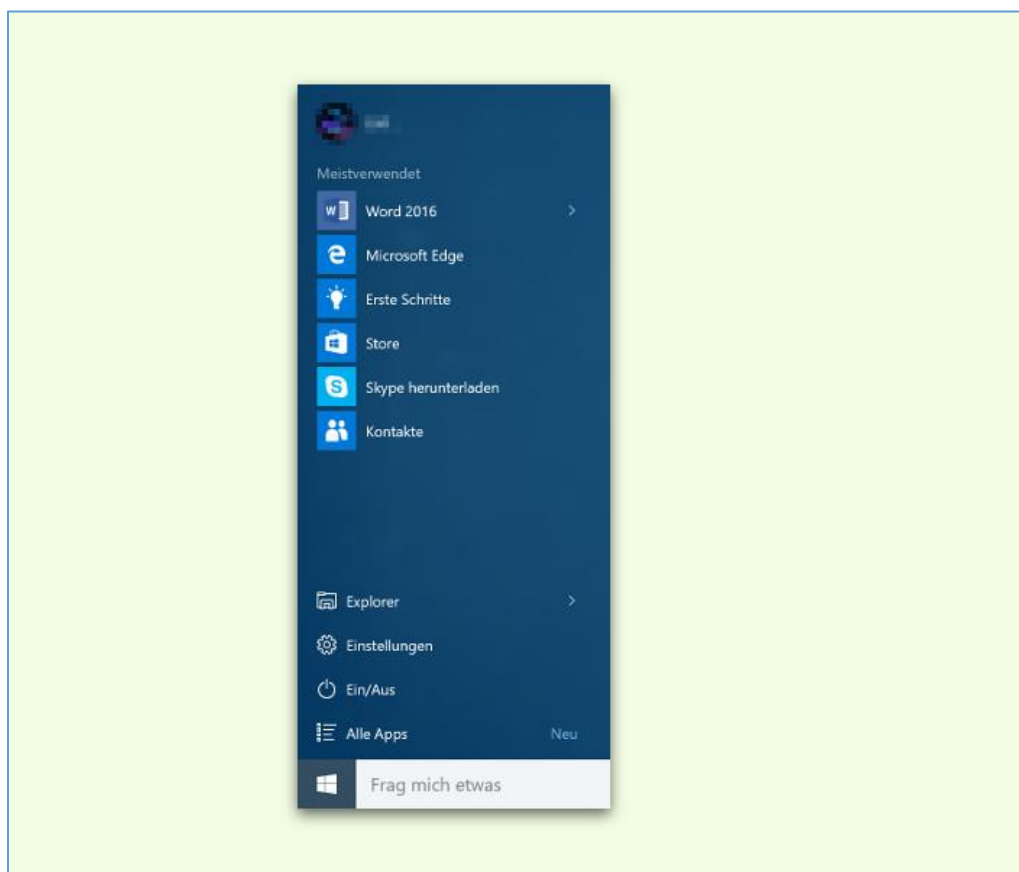 Meistverwendet
Word 2016
Microsoft Edge
Erste Schritte
Store
Skype herunterladen
Kontakte
Explorer
Einstellungen
Ein/Aus
Alle Apps Neu
Frag mich etwas